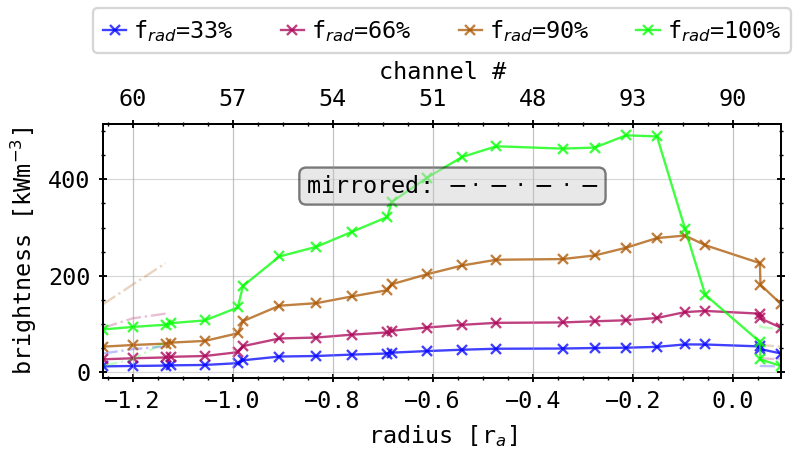 f_rad=33% f_rad=66% f_rad=90% f_rad=100%
channel #
60 57 54 51 48 93 90
mirrored: — · — · — · —
brightness [kWm⁻³]
400
200
0
−1.2 −1.0 −0.8 −0.6 −0.4 −0.2 0.0
radius [r_a]